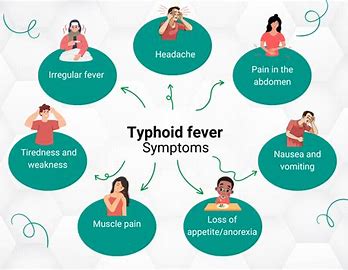 Headache
Irregular fever
Pain in the
abdomen
Typhoid fever
Symptoms
Tiredness and
weakness
Nausea and
vomiting
Muscle pain
Loss of
appetite/anorexia